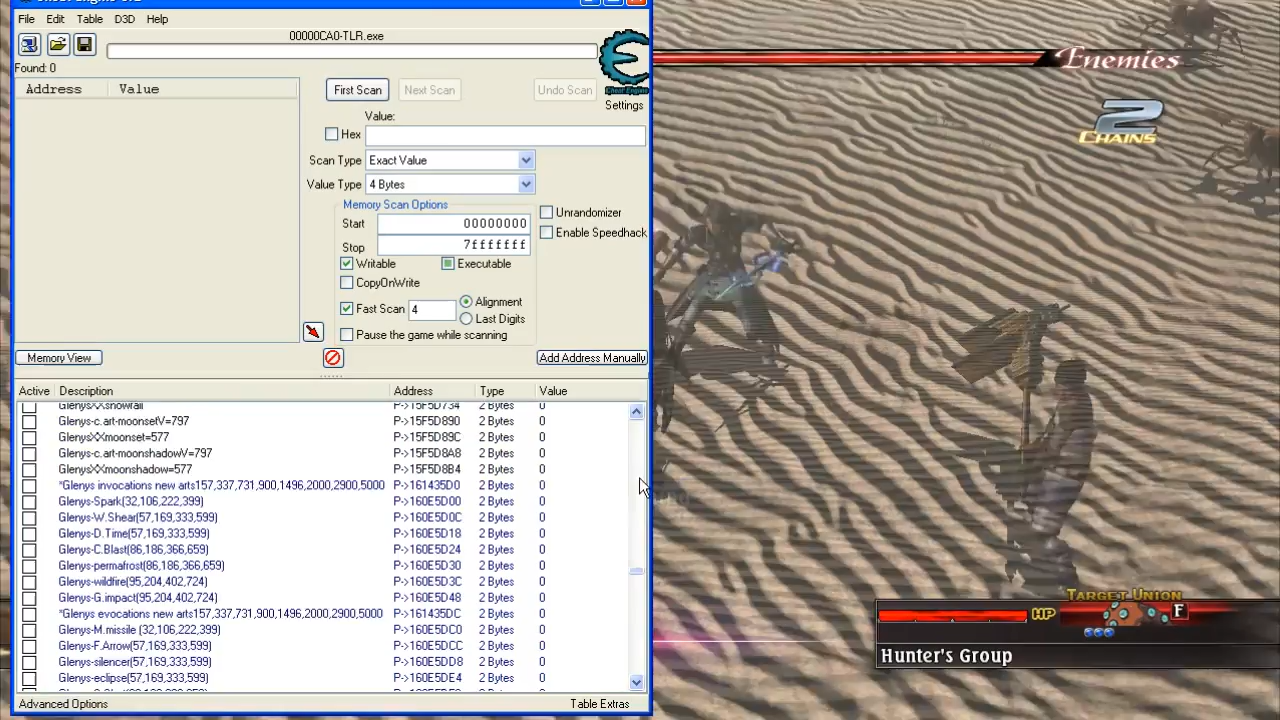 File Edit Table D3D Help
00000CA0-TLR.exe
Found: 0
Settings
Address Value
First Scan Next Scan Undo Scan
Value:
Hex
Scan Type Exact Value
Value Type 4 Bytes
Memory Scan Options
Start 00000000
Stop 7fffffff
Unrandomizer
Enable Speedhack
Writable Executable
CopyOnWrite
Fast Scan 4 Alignment
Last Digits
Pause the game while scanning
Memory View Add Address Manually
Active Description Address Type Value
GlenysXXsnowfall P->15F5D734 2 Bytes 0
Glenys-c.art-moonsetV=797 P->15F5D890 2 Bytes 0
GlenysXXmoonset=577 P->15F5D89C 2 Bytes 0
Glenys-c.art-moonshadowV=797 P->15F5D8A8 2 Bytes 0
GlenysXXmoonshadow=577 P->15F5D8B4 2 Bytes 0
*Glenys invocations new arts157,337,731,900,1496,2000,2900,5000 P->161435D0 2 Bytes 0
Glenys-Spark(32,106,222,399) P->160E5D00 2 Bytes 0
Glenys-W.Shear(57,169,333,599) P->160E5D0C 2 Bytes 0
Glenys-D.Time(57,169,333,599) P->160E5D18 2 Bytes 0
Glenys-C.Blast(86,186,366,659) P->160E5D24 2 Bytes 0
Glenys-permafrost(86,186,366,659) P->160E5D30 2 Bytes 0
Glenys-wildfire(95,204,402,724) P->160E5D3C 2 Bytes 0
Glenys-G.impact(95,204,402,724) P->160E5D48 2 Bytes 0
*Glenys evocations new arts157,337,731,900,1496,2000,2900,5000 P->161435DC 2 Bytes 0
Glenys-M.missile (32,106,222,399) P->160E5DC0 2 Bytes 0
Glenys-F.Arrow(57,169,333,599) P->160E5DCC 2 Bytes 0
Glenys-silencer(57,169,333,599) P->160E5DD8 2 Bytes 0
Glenys-eclipse(57,169,333,599) P->160E5DE4 2 Bytes 0
Advanced Options Table Extras
Enemies
2
CHAINS
TARGET UNION
HP F
Hunter's Group